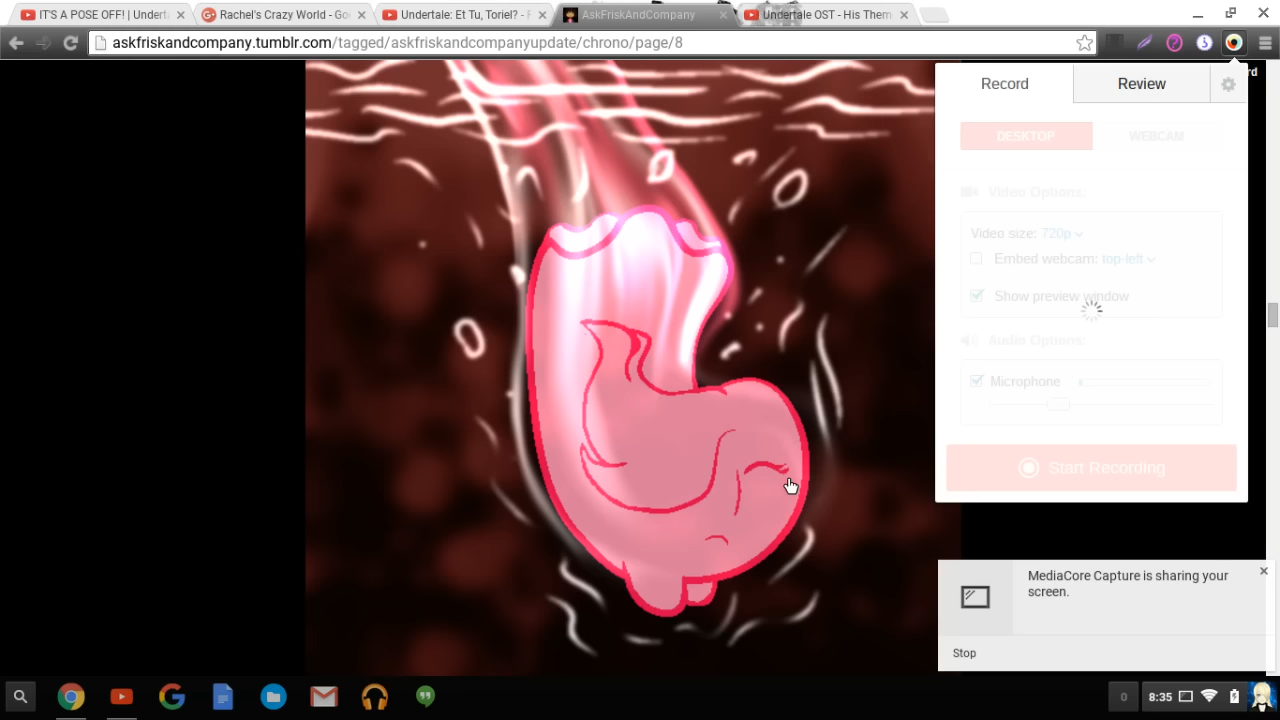 IT'S A POSE OFF! | Undert
Rachel's Crazy World - Go
Undertale: Et Tu, Toriel? - F
AskFriskAndCompany
Undertale OST - His Them
askfriskandcompany.tumblr.com/tagged/askfriskandcompanyupdate/chrono/page/8
rd
Record
Review
DESKTOP
WEBCAM
Video Options:
Video size: 720p
Embed webcam: top-left
Show preview window
Audio Options:
Microphone
Start Recording
MediaCore Capture is sharing your
screen.
Stop
0
8:35